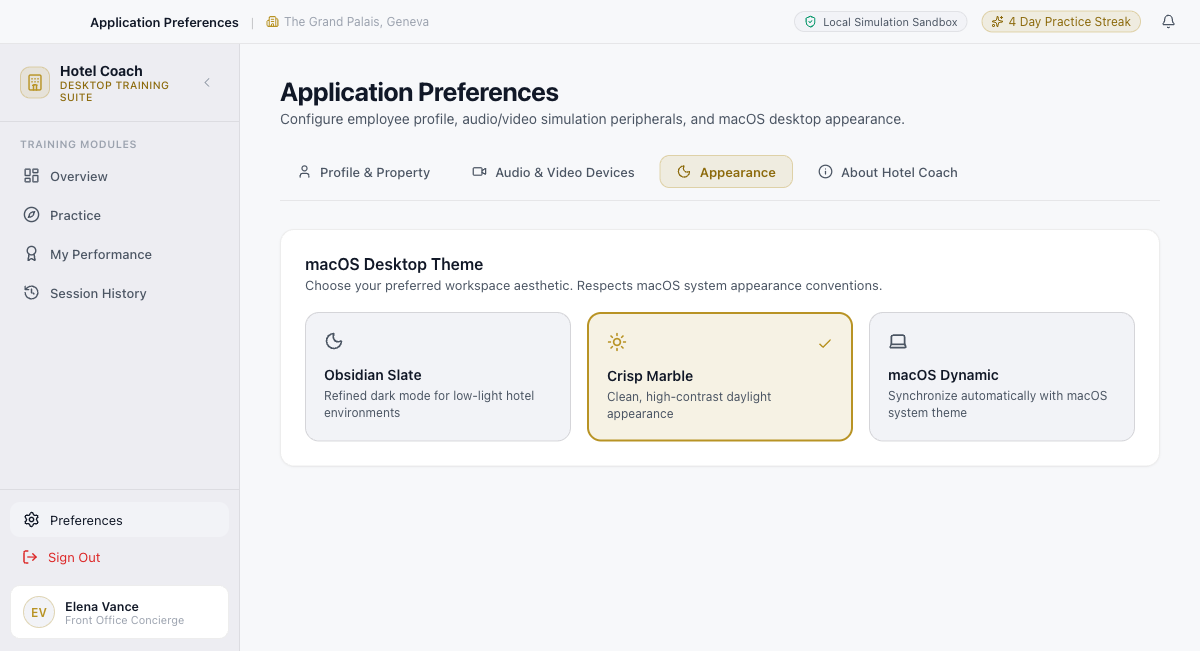 Application Preferences | The Grand Palais, Geneva
Local Simulation Sandbox
4 Day Practice Streak
Hotel Coach
DESKTOP TRAINING
SUITE
TRAINING MODULES
Overview
Practice
My Performance
Session History
Preferences
Sign Out
EV
Elena Vance
Front Office Concierge
Application Preferences
Configure employee profile, audio/video simulation peripherals, and macOS desktop appearance.
Profile & Property
Audio & Video Devices
Appearance
About Hotel Coach
macOS Desktop Theme
Choose your preferred workspace aesthetic. Respects macOS system appearance conventions.
Obsidian Slate
Refined dark mode for low-light hotel
environments
Crisp Marble
Clean, high-contrast daylight
appearance
macOS Dynamic
Synchronize automatically with macOS
system theme